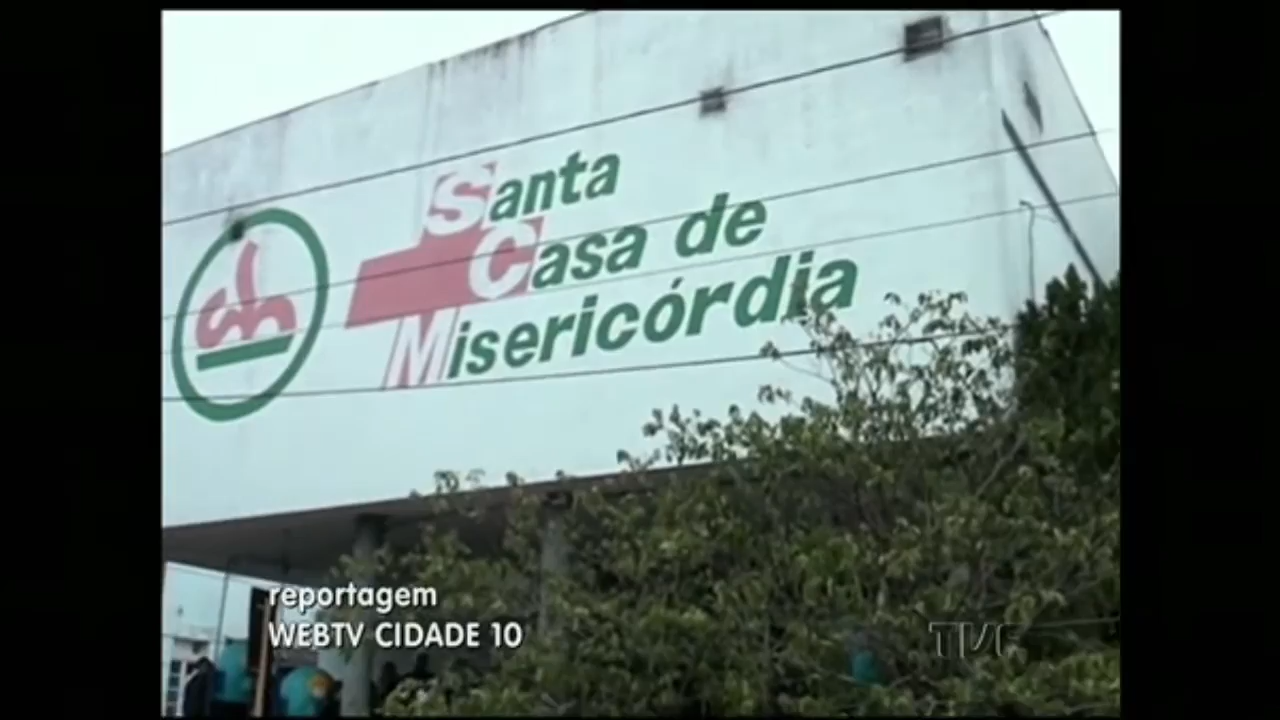 Santa
Casa de
Misericórdia
reportagem
WEBTV CIDADE 10
TVC